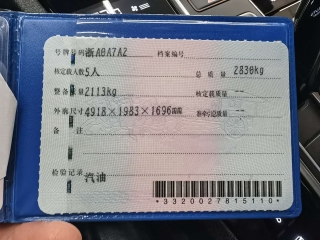 号牌号码 浙A0A7A2 档案编号
核定载人数 5人 总质量 2830kg
整备质量 2113kg 核定载质量 --
外廓尺寸 4918×1983×1696mm 准牵引总质量 --
备注
检验记录 汽油
*3320027815110*